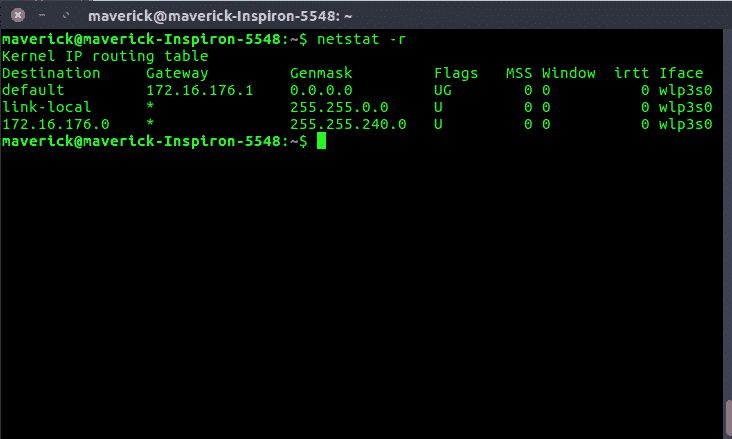 maverick@maverick-Inspiron-5548: ~
maverick@maverick-Inspiron-5548:~$ netstat -r
Kernel IP routing table
Destination     Gateway         Genmask         Flags   MSS Window  irtt Iface
default         172.16.176.1    0.0.0.0         UG        0 0          0 wlp3s0
link-local      *               255.255.0.0     U         0 0          0 wlp3s0
172.16.176.0    *               255.255.240.0   U         0 0          0 wlp3s0
maverick@maverick-Inspiron-5548:~$